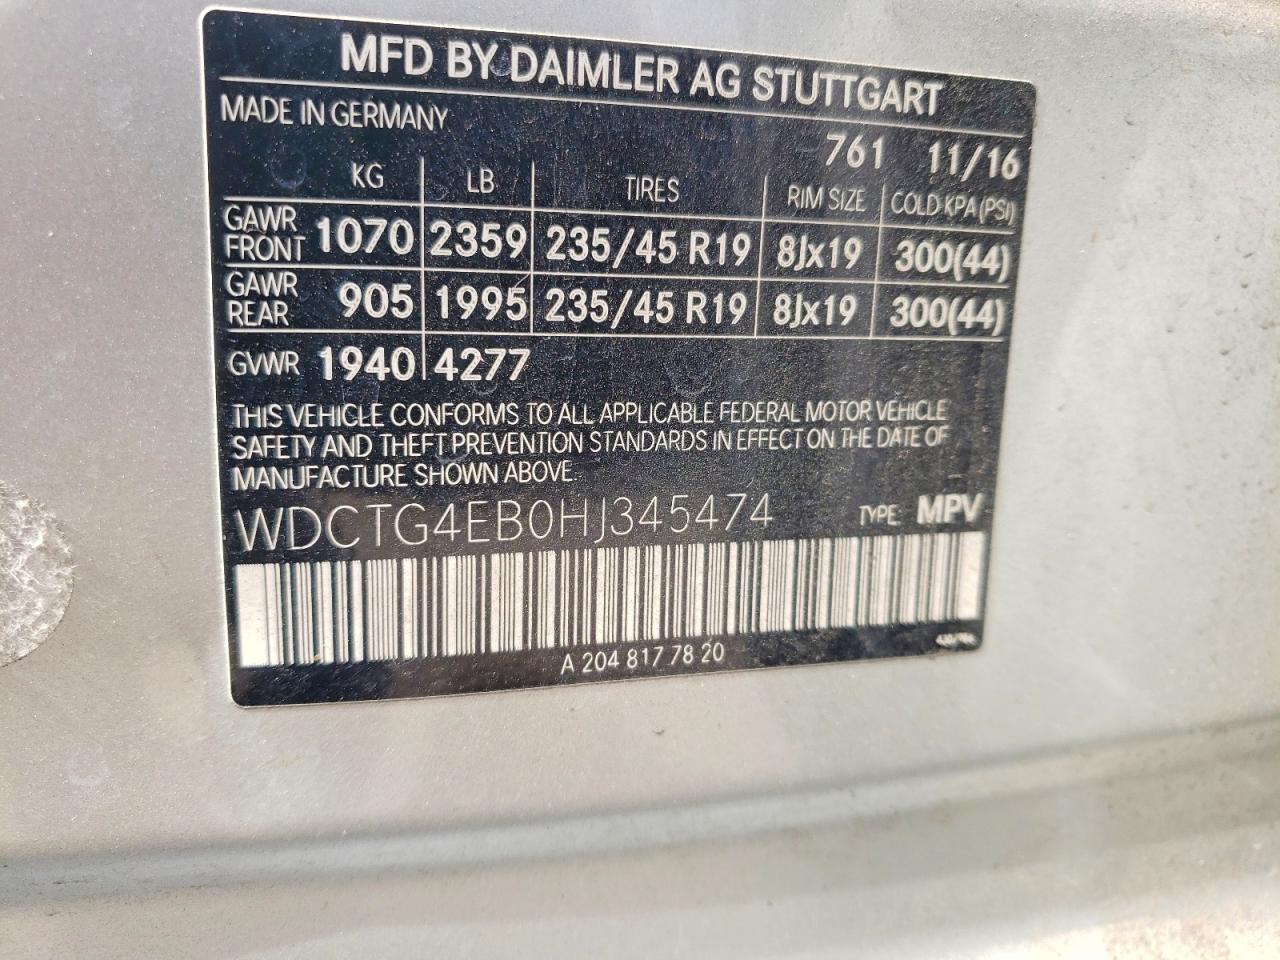 MFD BY DAIMLER AG STUTTGART
MADE IN GERMANY
761 11/16
KG LB TIRES RIM SIZE COLD KPA (PSI)
GAWR FRONT 1070 2359 235/45 R19 8Jx19 300(44)
GAWR REAR 905 1995 235/45 R19 8Jx19 300(44)
GVWR 1940 4277
THIS VEHICLE CONFORMS TO ALL APPLICABLE FEDERAL MOTOR VEHICLE
SAFETY AND THEFT PREVENTION STANDARDS IN EFFECT ON THE DATE OF
MANUFACTURE SHOWN ABOVE.
WDCTG4EB0HJ345474 TYPE: MPV
A 204 817 78 20